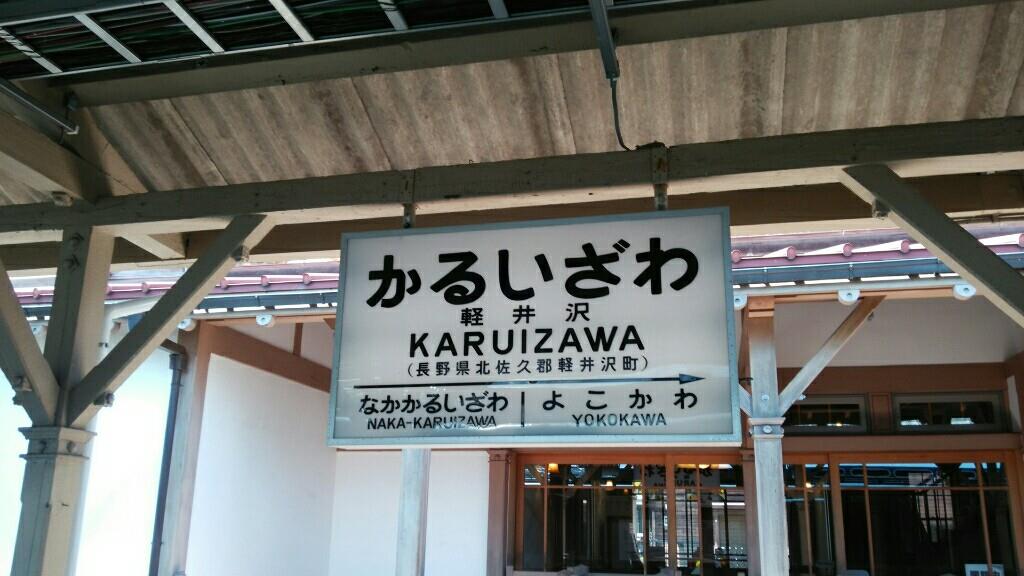 かるいざわ
軽井沢
KARUIZAWA
(長野県北佐久郡軽井沢町)
なかかるいざわ よこかわ
NAKA-KARUIZAWA YOKOKAWA